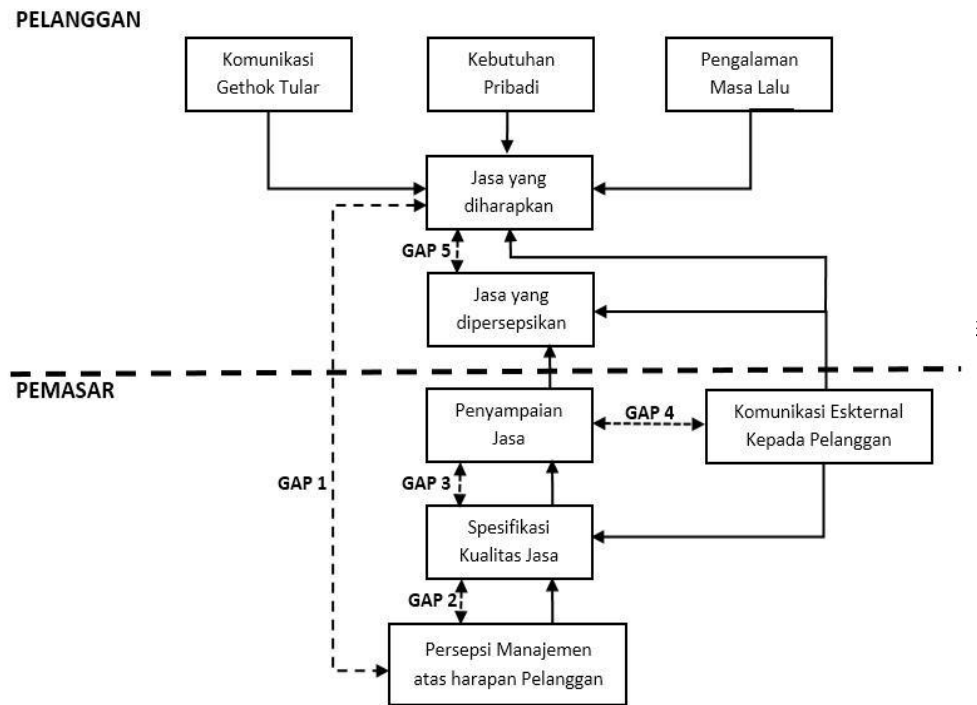 PELANGGAN
Komunikasi
Gethok Tular
Kebutuhan
Pribadi
Pengalaman
Masa Lalu
Jasa yang
diharapkan
GAP 5
Jasa yang
dipersepsikan
PEMASAR
Penyampaian
Jasa
GAP 4
Komunikasi Eskternal
Kepada Pelanggan
GAP 1
GAP 3
Spesifikasi
Kualitas Jasa
GAP 2
Persepsi Manajemen
atas harapan Pelanggan